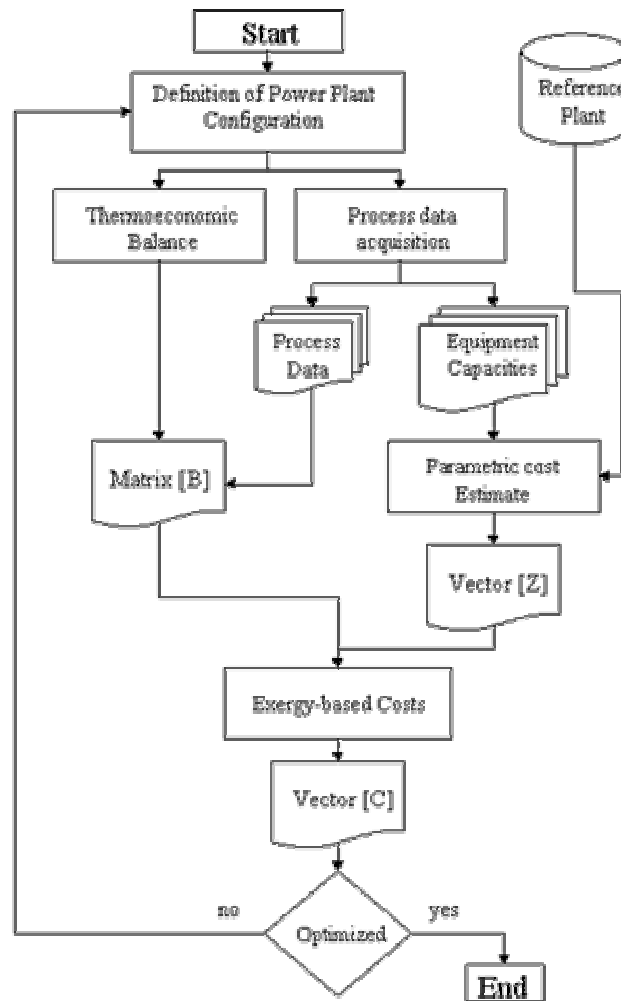 Start
Definition of Power Plant
Configuration
Reference
Plant
Thermoeconomic
Balance
Process data
acquisition
Process
Data
Equipment
Capacities
Matrix [B]
Parametric cost
Estimate
Vector [Z]
Exergy-based Costs
Vector [C]
no
yes
Optimized
End